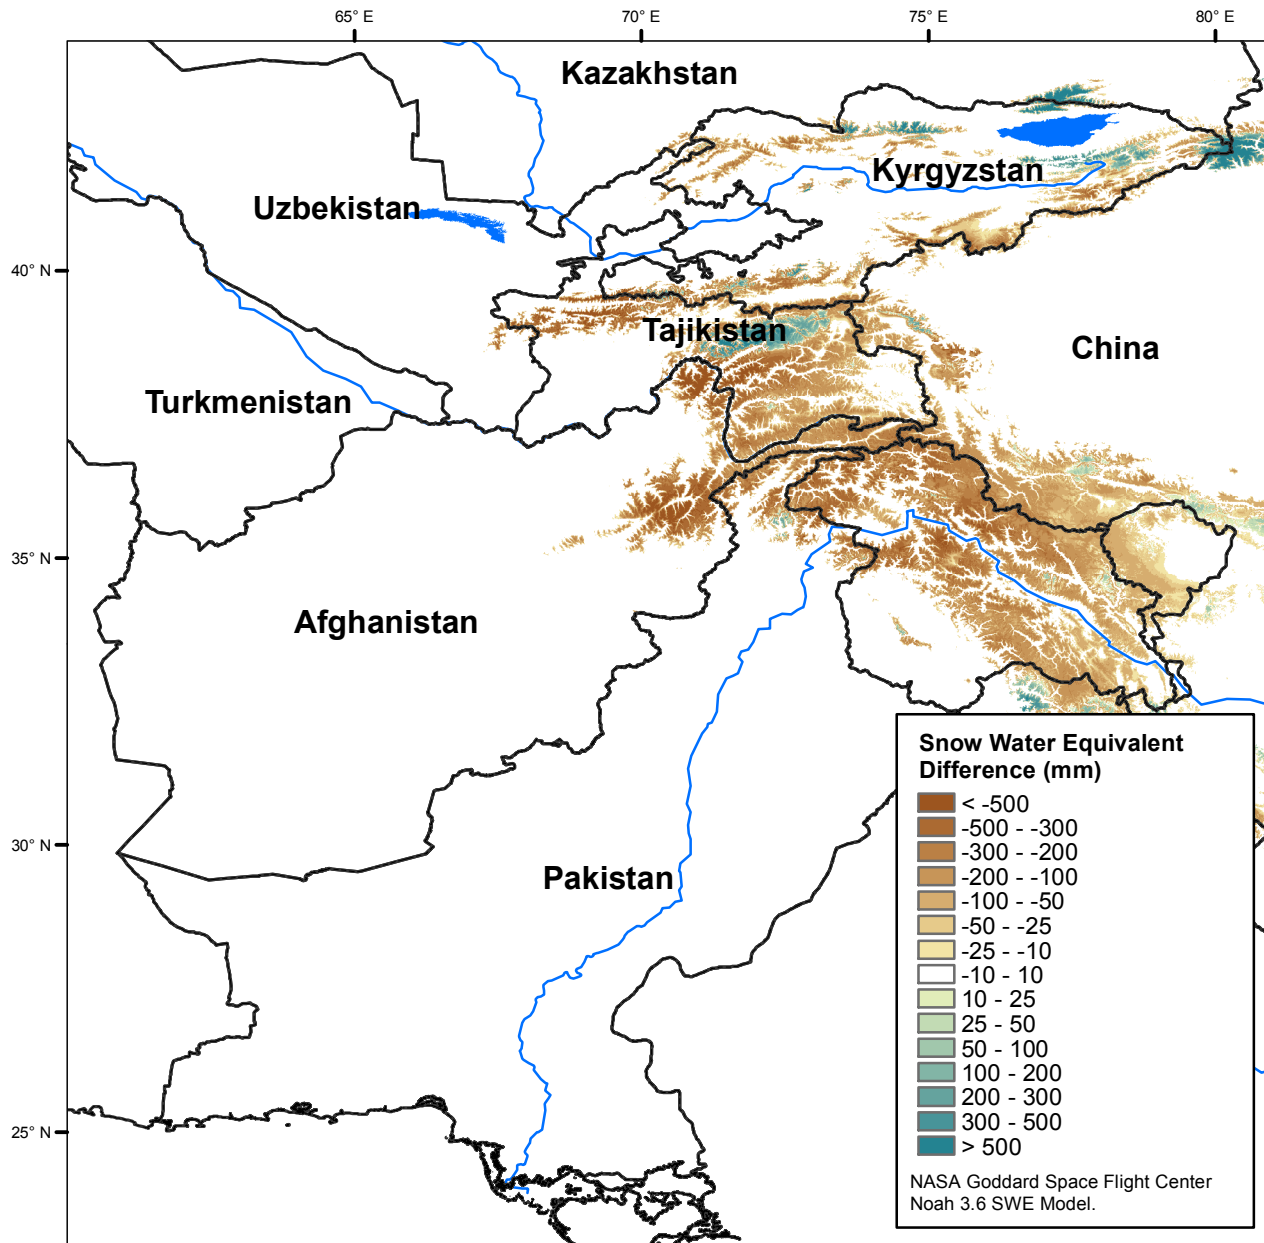 65° E
70° E
75° E
80° E
Kazakhstan
Kyrgyzstan
Uzbekistan
40° N
Tajikistan
China
Turkmenistan
35° N
Afghanistan
Snow Water Equivalent
Difference (mm)
< -500
-500 - -300
-300 - -200
-200 - -100
-100 - -50
-50 - -25
-25 - -10
-10 - 10
10 - 25
25 - 50
50 - 100
100 - 200
200 - 300
300 - 500
> 500
NASA Goddard Space Flight Center
Noah 3.6 SWE Model.
30° N
Pakistan
25° N